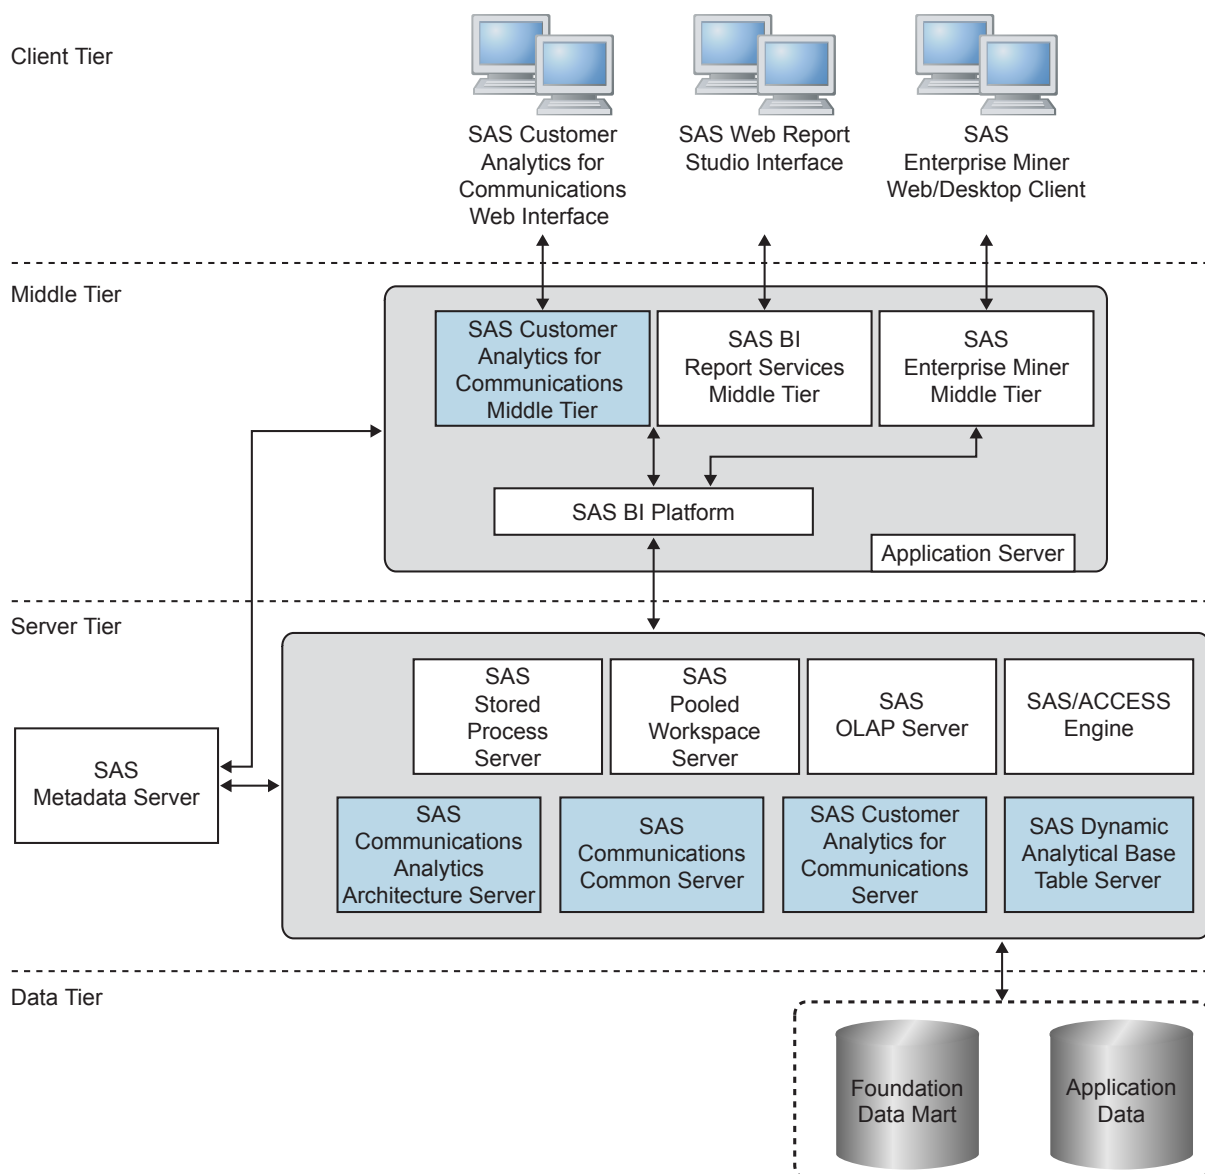 Client Tier
SAS Customer
Analytics for
Communications
Web Interface
SAS Web Report
Studio Interface
SAS
Enterprise Miner
Web/Desktop Client
Middle Tier
SAS Customer
Analytics for
Communications
Middle Tier
SAS BI
Report Services
Middle Tier
SAS
Enterprise Miner
Middle Tier
SAS BI Platform
Application Server
Server Tier
SAS
Stored
Process
Server
SAS
Pooled
Workspace
Server
SAS
OLAP Server
SAS/ACCESS
Engine
SAS
Metadata Server
SAS
Communications
Analytics
Architecture Server
SAS
Communications
Common Server
SAS Customer
Analytics for
Communications
Server
SAS Dynamic
Analytical Base
Table Server
Data Tier
Foundation
Data Mart
Application
Data